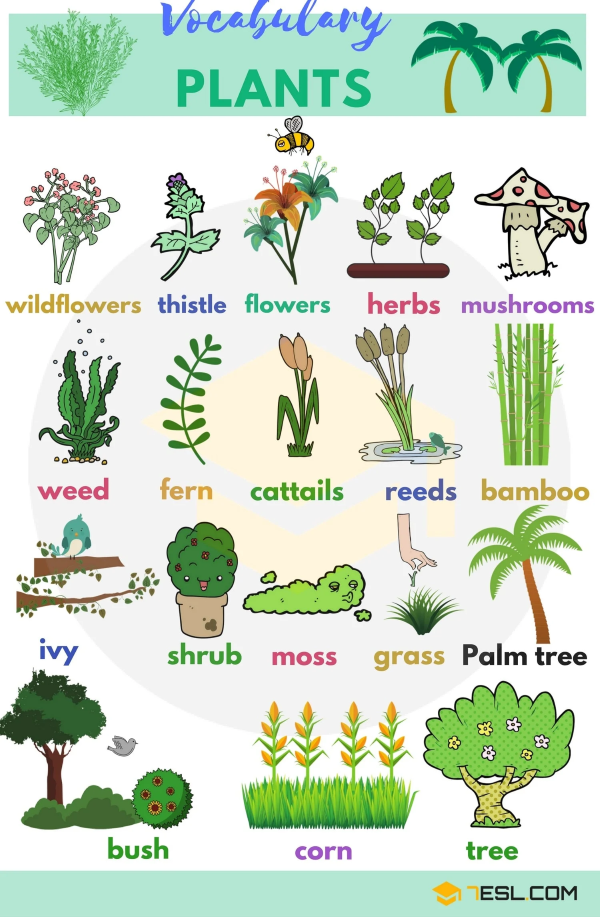 Vocabulary
PLANTS
wildflowers thistle flowers herbs mushrooms
weed fern cattails reeds bamboo
ivy shrub moss grass Palm tree
bush corn tree
7ESL.COM